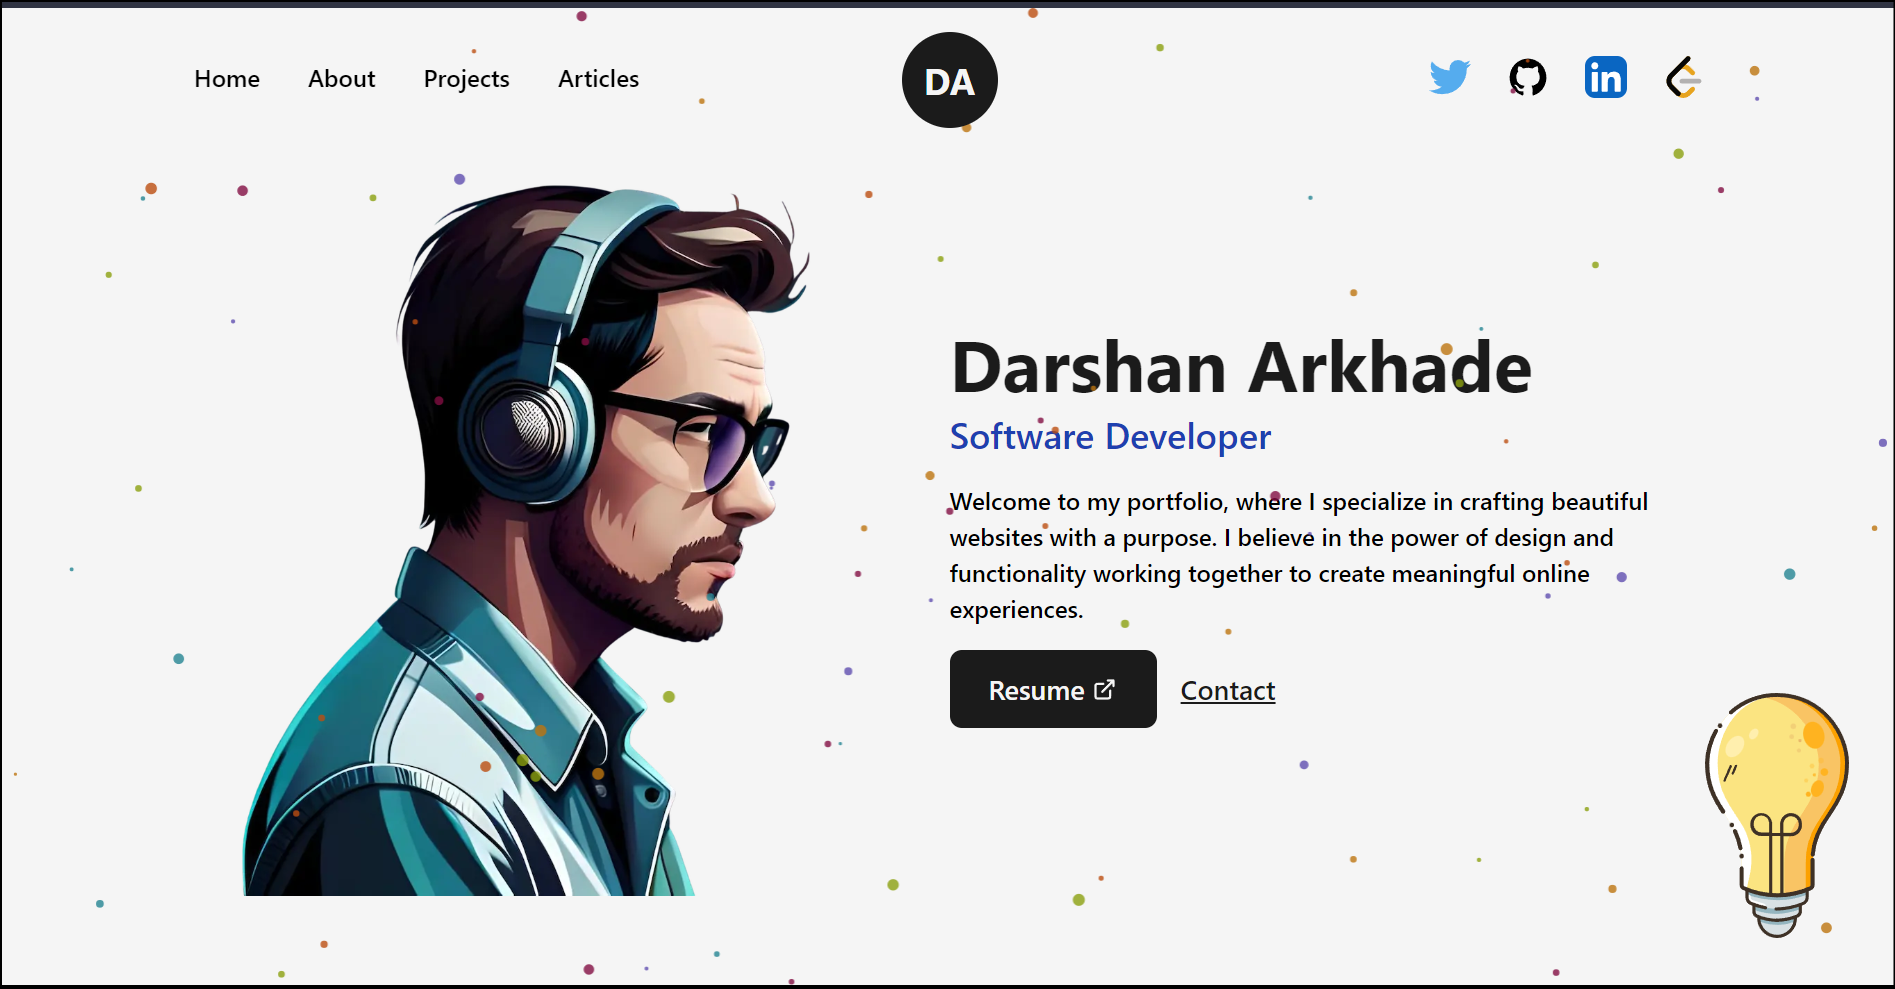 Home About Projects Articles
DA
in
Darshan Arkhade
Software Developer
Welcome to my portfolio, where I specialize in crafting beautiful
websites with a purpose. I believe in the power of design and
functionality working together to create meaningful online
experiences.
Resume
Contact